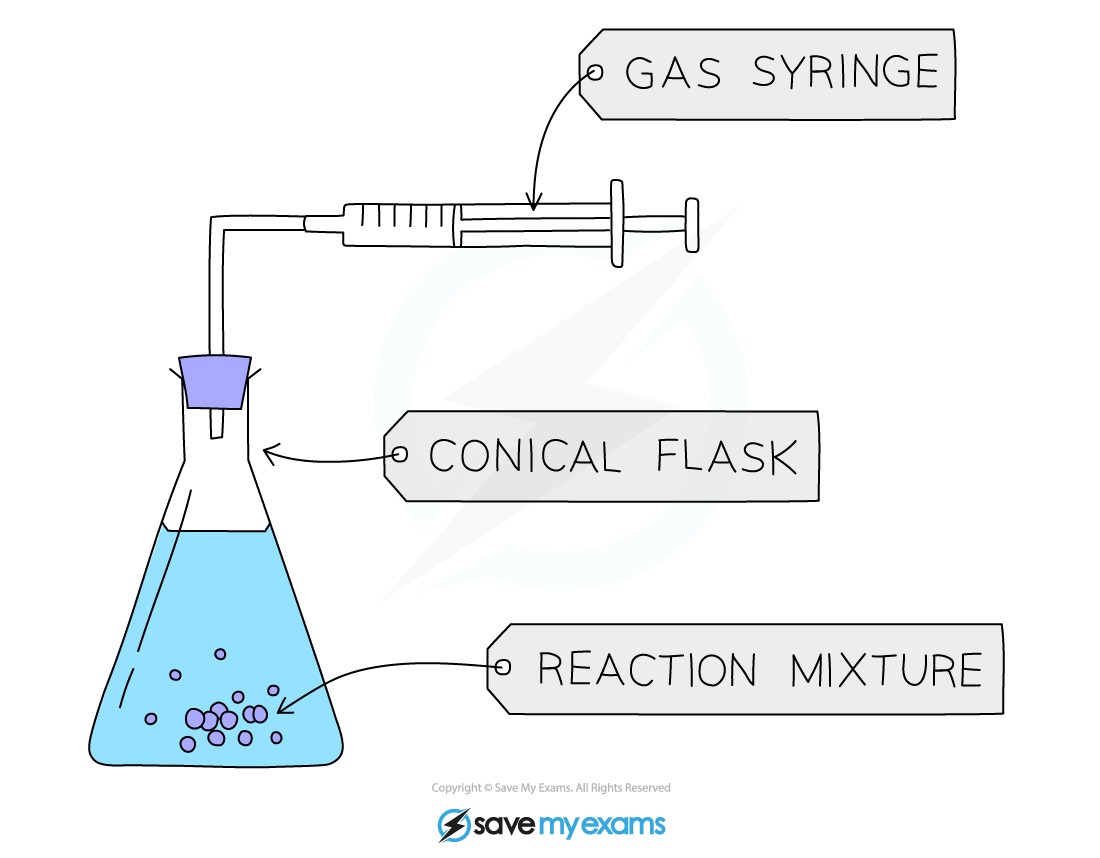 GAS SYRINGE
CONICAL FLASK
REACTION MIXTURE
Copyright © Save My Exams. All Rights Reserved
save my exams